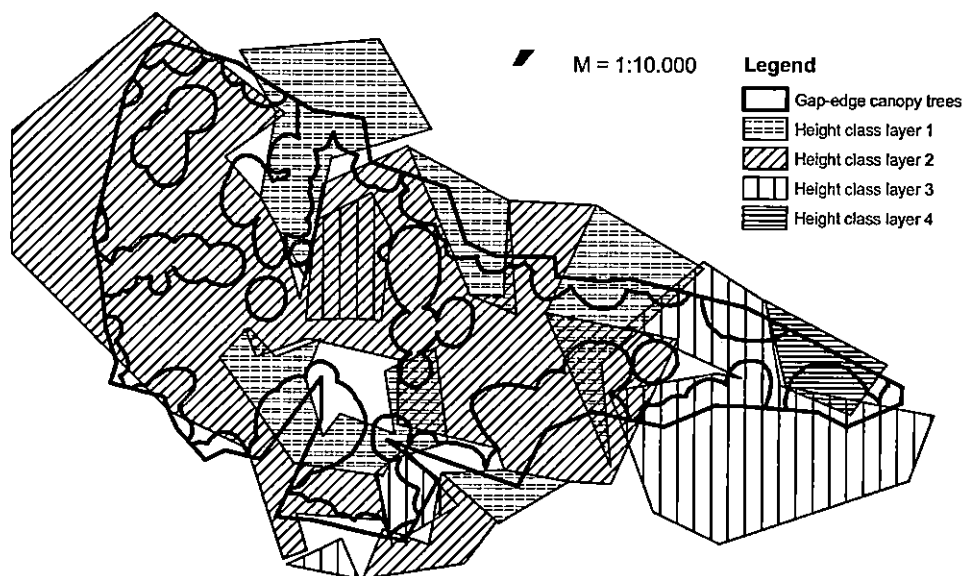 M = 1:10.000
Legend
Gap-edge canopy trees
Height class layer 1
Height class layer 2
Height class layer 3
Height class layer 4